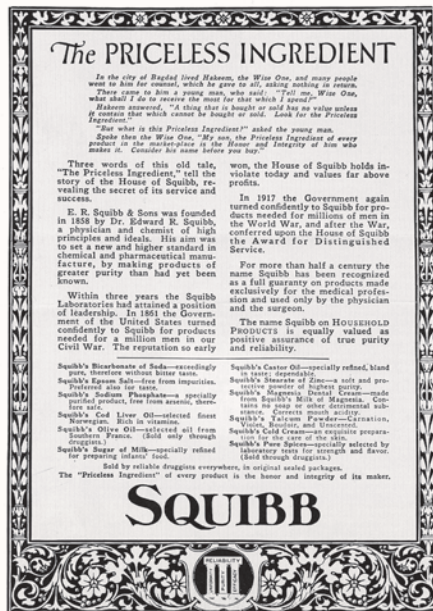 The PRICELESS INGREDIENT
In the city of Bagdad lived Hakeem, the Wise One, and many people
went to him for counsel, which he gave to all, asking nothing in return.
There came to him a young man, who said: "Tell me, Wise One,
what shall I do to receive the most for that which I spend?"
Hakeem answered, "A thing that is bought or sold has no value unless
it contain that which cannot be bought or sold. Look for the Priceless
Ingredient."
"But what is this Priceless Ingredient?" asked the young man.
Spoke then the Wise One, "My son, the Priceless Ingredient of every
product in the market-place is the Honor and Integrity of him who
makes it. Consider his name before you buy."
Three words of this old tale,
"The Priceless Ingredient," tell the
story of the House of Squibb, re-
vealing the secret of its service and
success.
E. R. Squibb & Sons was founded
in 1858 by Dr. Edward R. Squibb,
a physician and chemist of high
principles and ideals. His aim was
to set a new and higher standard in
chemical and pharmaceutical manu-
facture, by making products of
greater purity than had yet been
known.
Within three years the Squibb
Laboratories had attained a position
of leadership. In 1861 the Govern-
ment of the United States turned
confidently to Squibb for products
needed for a million men in our
Civil War. The reputation so early
won, the House of Squibb holds in-
violate today and values far above
profits.
In 1917 the Government again
turned confidently to Squibb for pro-
ducts needed for millions of men in
the World War, and after the War,
conferred upon the House of Squibb
the Award for Distinguished
Service.
For more than half a century the
name Squibb has been recognized
as a full guaranty on products made
exclusively for the medical profes-
sion and used only by the physician
and the surgeon.
The name Squibb on HOUSEHOLD
PRODUCTS is equally valued as
positive assurance of true purity
and reliability.
Squibb's Bicarbonate of Soda—exceedingly
pure, therefore without bitter taste.
Squibb's Epsom Salt—free from impurities.
Preferred also for taste.
Squibb's Sodium Phosphate—a specially
purified product, free from arsenic, there-
fore safe.
Squibb's Cod Liver Oil—selected finest
Norwegian. Rich in vitamine.
Squibb's Olive Oil—selected oil from
Southern France. (Sold only through
druggists.)
Squibb's Sugar of Milk—specially refined
for preparing infants' food.
Squibb's Castor Oil—specially refined, bland
in taste; dependable.
Squibb's Stearate of Zinc—a soft and pro-
tective powder of highest purity.
Squibb's Magnesia Dental Cream—made
from Squibb's Milk of Magnesia. Con-
tains no soap or other detrimental sub-
stance. Corrects mouth acidity.
Squibb's Talcum Powder—Carnation,
Violet, Boudoir, and Unscented.
Squibb's Cold Cream—an exquisite prepara-
tion for the care of the skin.
Squibb's Pure Spices—specially selected by
laboratory tests for strength and flavor.
(Sold through druggists.)
Sold by reliable druggists everywhere, in original sealed packages.
The "Priceless Ingredient" of every product is the honor and integrity of its maker.
SQUIBB
RELIABILITY